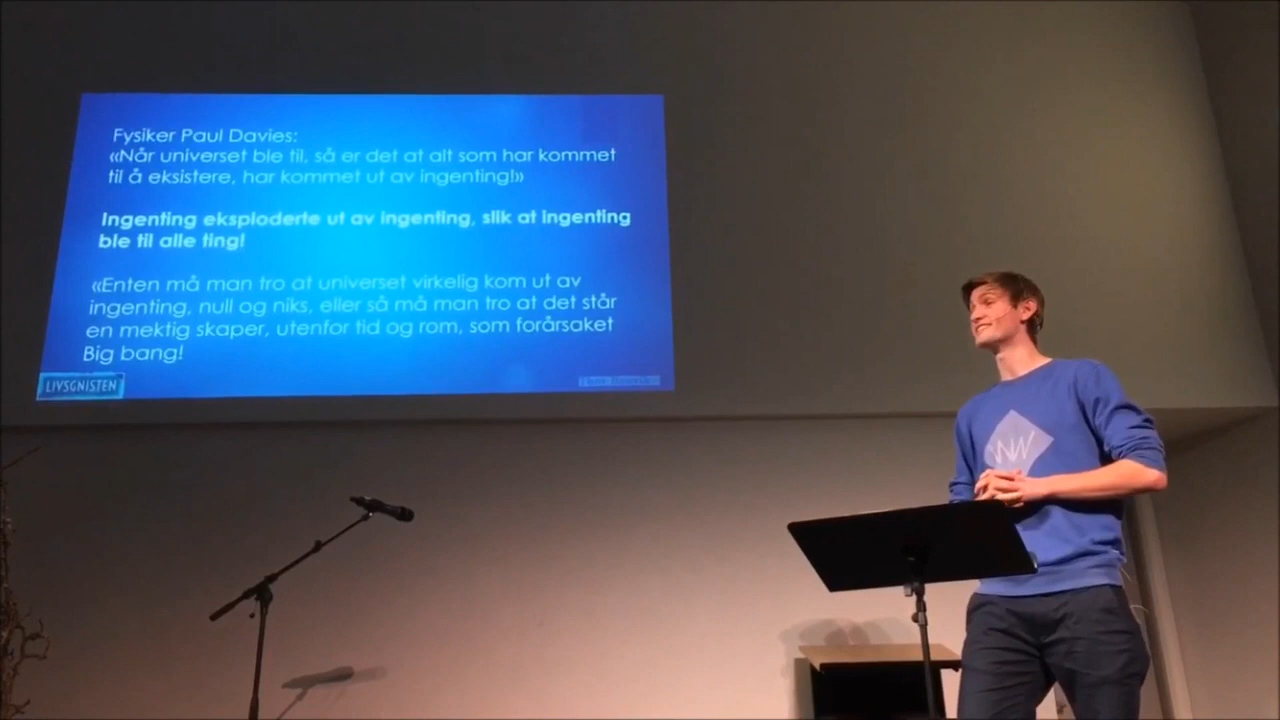 Fysiker Paul Davies:
«Når universet ble til, så er det at alt som har kommet
til å eksistere, har kommet ut av ingenting!»
Ingenting eksploderte ut av ingenting, slik at ingenting
ble til alle ting!
«Enten må man tro at universet virkelig kom ut av
ingenting, null og niks, eller så må man tro at det står
en mektig skaper, utenfor tid og rom, som forårsaket
Big bang!
LIVSGNISTEN